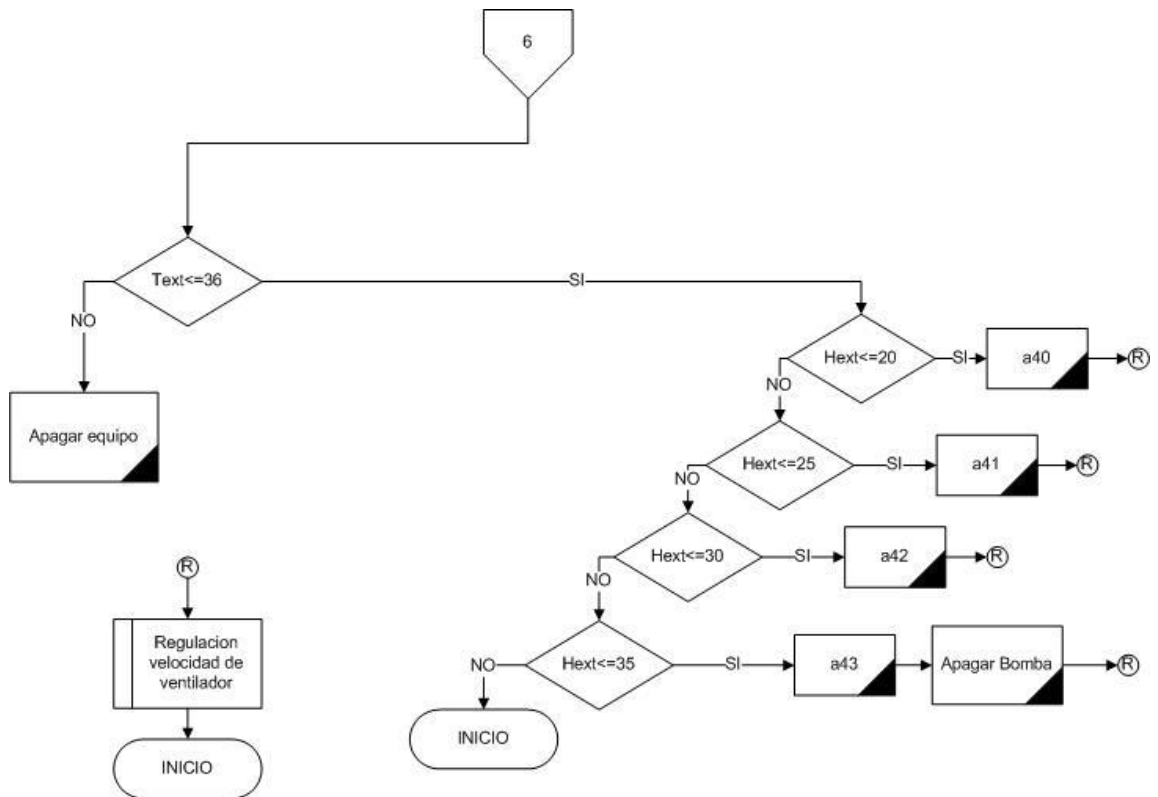 6
Text<=36
SI
NO
Hext<=20
SI
a40
R
Apagar equipo
NO
Hext<=25
SI
a41
R
NO
Hext<=30
SI
a42
R
NO
Hext<=35
SI
a43
Apagar Bomba
R
NO
INICIO
R
Regulacion
velocidad de
ventilador
INICIO